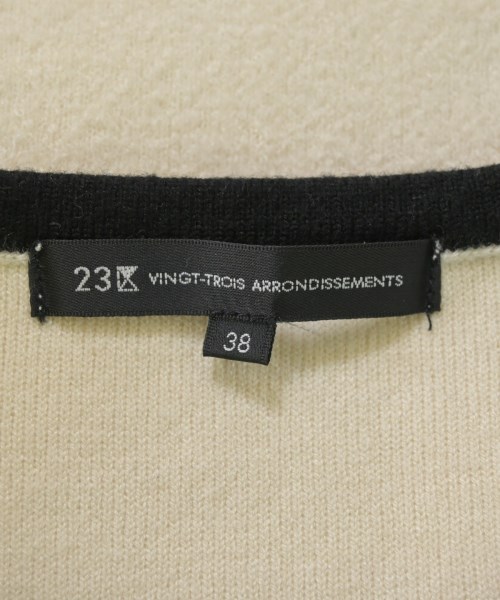 23区 VINGT-TROIS ARRONDISSEMENTS
38